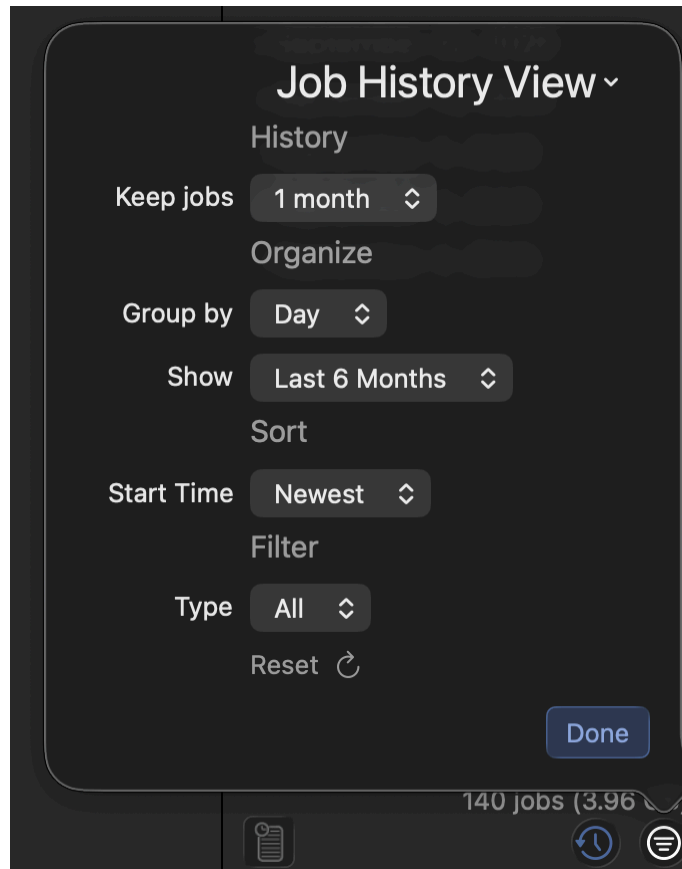 Job History View
History
Keep jobs 1 month
Organize
Group by Day
Show Last 6 Months
Sort
Start Time Newest
Filter
Type All
Reset
Done
140 jobs (3.96